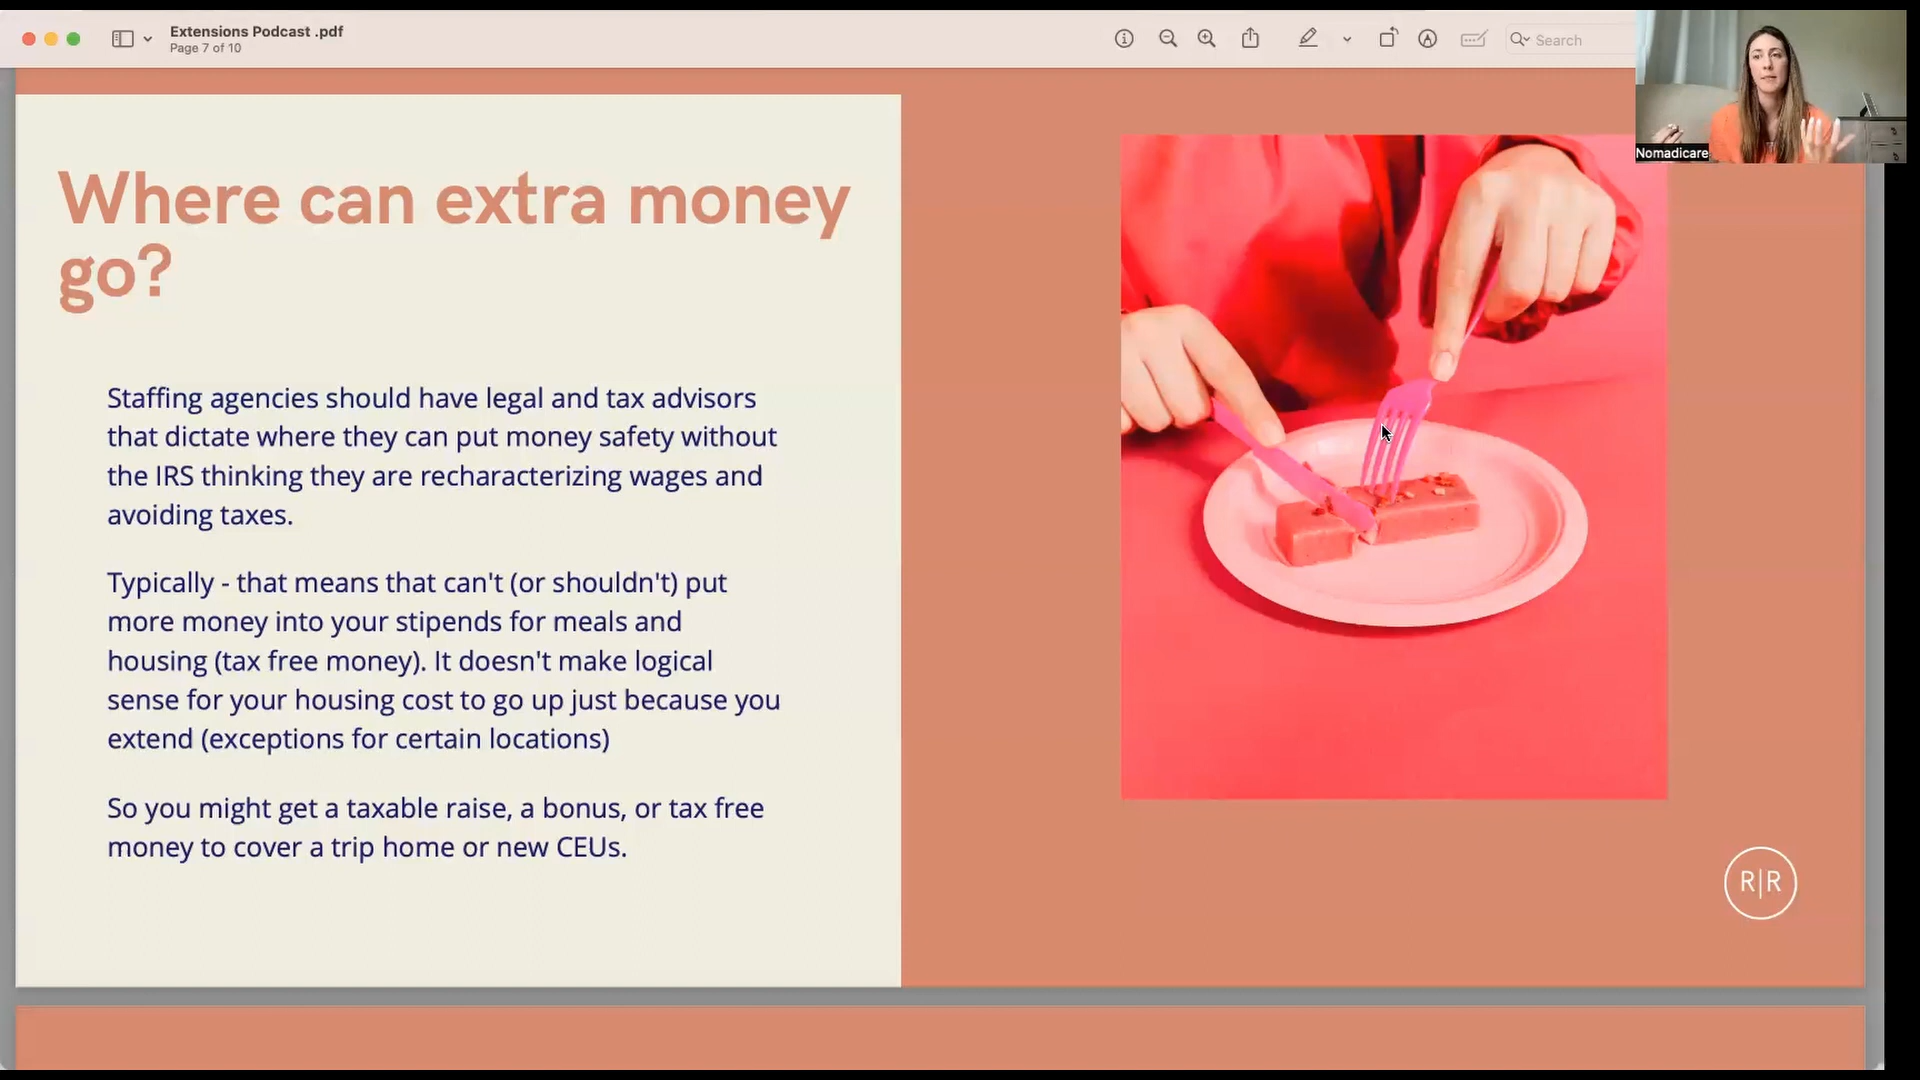 Extensions Podcast .pdf
Page 7 of 10
Search
Nomadicare
Where can extra money
go?
Staffing agencies should have legal and tax advisors
that dictate where they can put money safety without
the IRS thinking they are recharacterizing wages and
avoiding taxes.
Typically - that means that can't (or shouldn't) put
more money into your stipends for meals and
housing (tax free money). It doesn't make logical
sense for your housing cost to go up just because you
extend (exceptions for certain locations)
So you might get a taxable raise, a bonus, or tax free
money to cover a trip home or new CEUs.
R|R